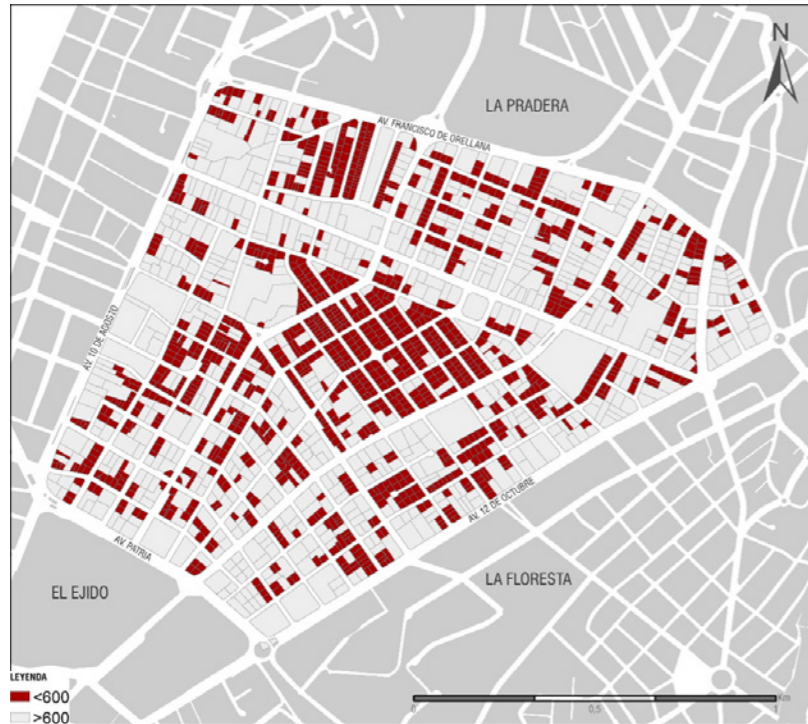 N
LA PRADERA
AV. FRANCISCO DE ORELLANA
AV. 10 DE AGOSTO
AV. 12 DE OCTUBRE
AV. PATRIA
LA FLORESTA
EL EJIDO
LEYENDA
<600
>600
Km
0 0,5 1